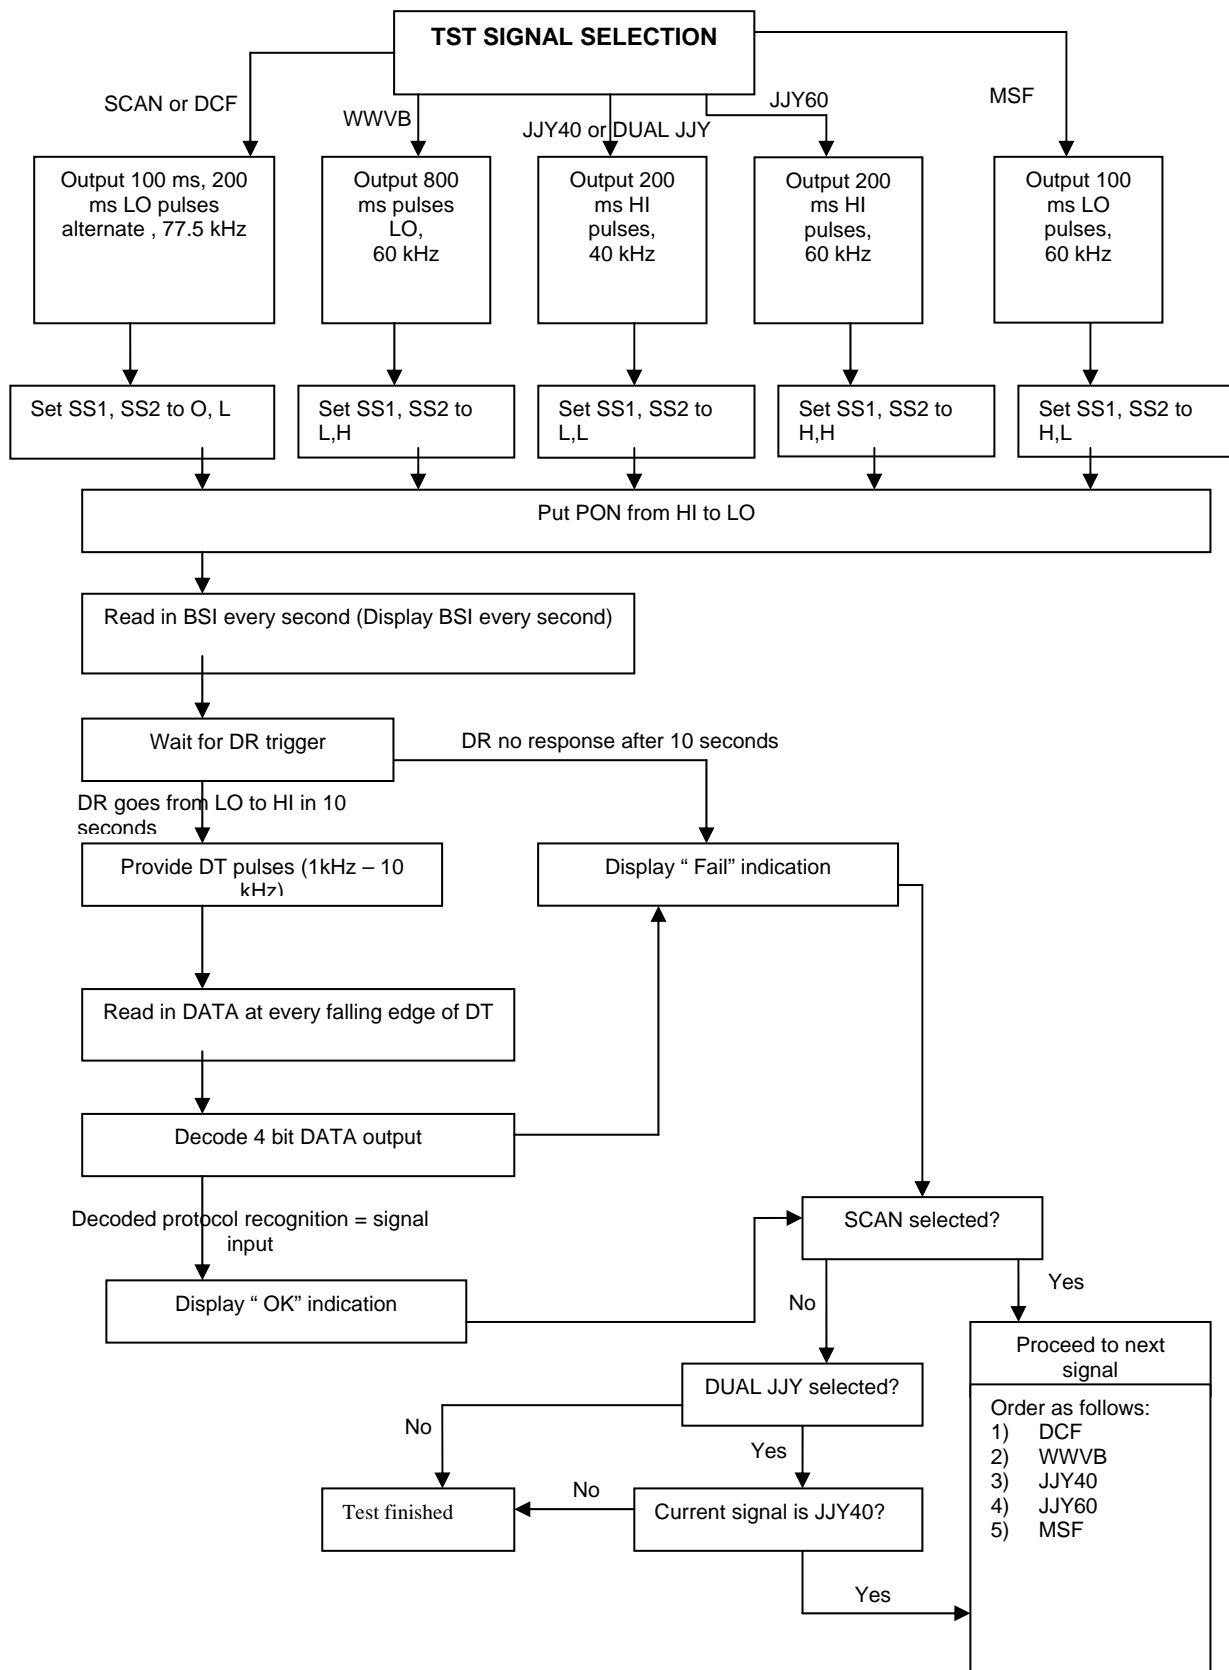 TST SIGNAL SELECTION
SCAN or DCF
WWVB
JJY40 or DUAL JJY
JJY60
MSF
Output 100 ms, 200
ms LO pulses
alternate , 77.5 kHz
Output 800
ms pulses
LO,
60 kHz
Output 200
ms HI
pulses,
40 kHz
Output 200
ms HI
pulses,
60 kHz
Output 100
ms LO
pulses,
60 kHz
Set SS1, SS2 to O, L
Set SS1, SS2 to
L,H
Set SS1, SS2 to
L,L
Set SS1, SS2 to
H,H
Set SS1, SS2 to
H,L
Put PON from HI to LO
Read in BSI every second (Display BSI every second)
Wait for DR trigger
DR no response after 10 seconds
DR goes from LO to HI in 10
seconds
Provide DT pulses (1kHz – 10
kHz)
Display “ Fail” indication
Read in DATA at every falling edge of DT
Decode 4 bit DATA output
Decoded protocol recognition = signal
input
SCAN selected?
Display “ OK” indication
No
Yes
Proceed to next
signal
Order as follows:
1) DCF
2) WWVB
3) JJY40
4) JJY60
5) MSF
DUAL JJY selected?
No
Yes
Test finished
No
Current signal is JJY40?
Yes